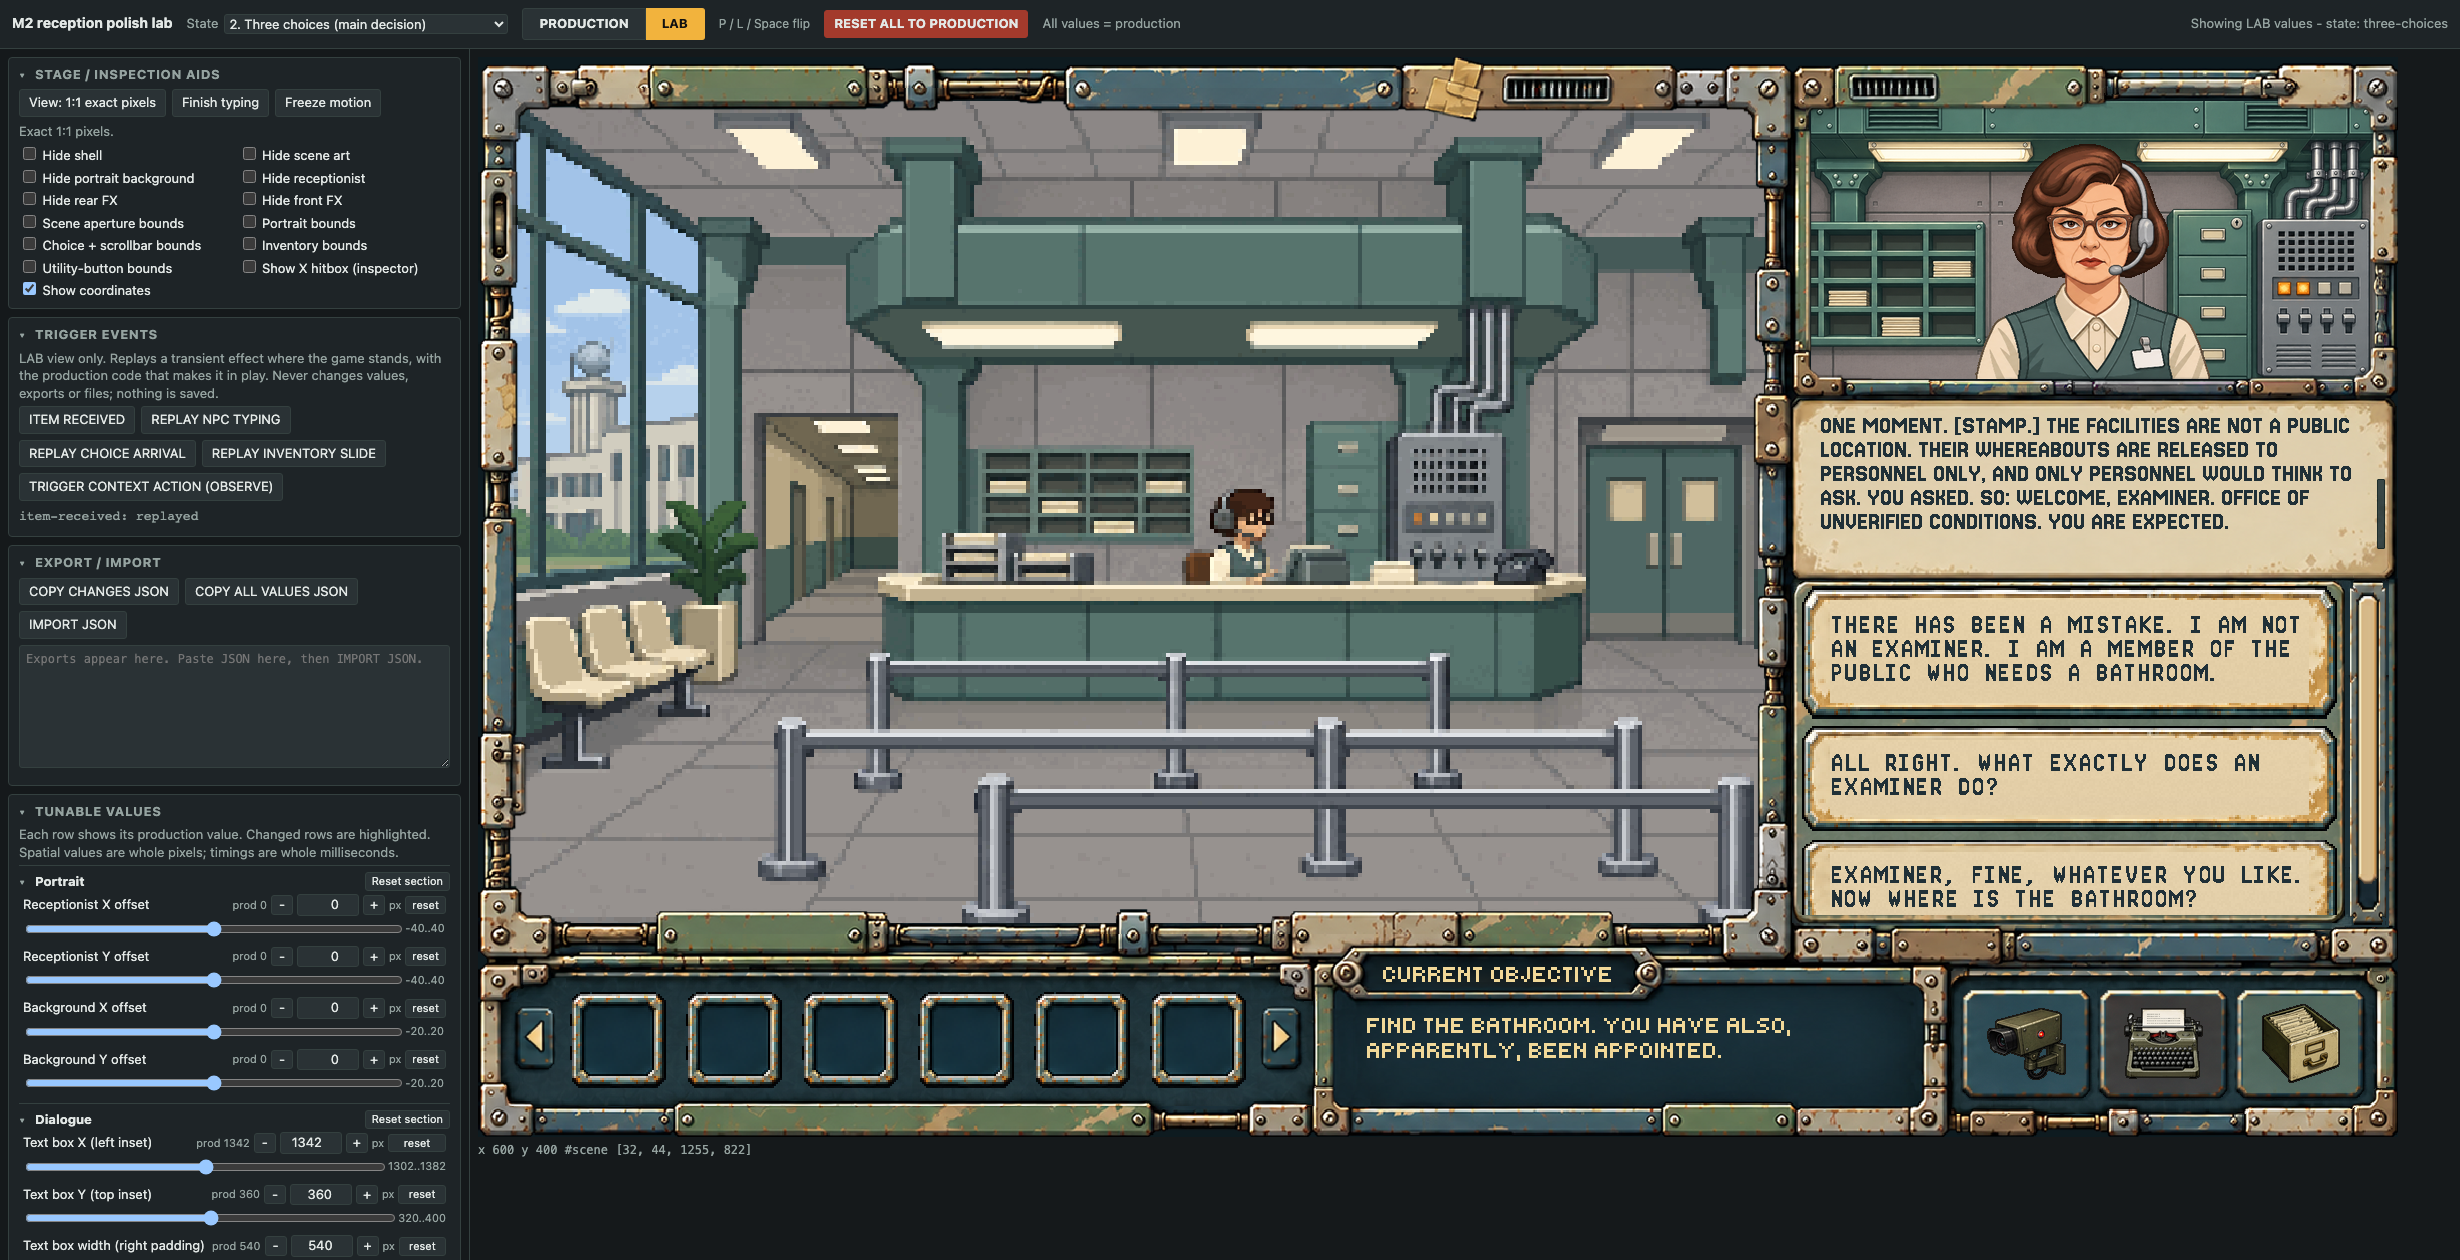 M2 reception polish lab State 2. Three choices (main decision) PRODUCTION LAB P / L / Space flip RESET ALL TO PRODUCTION All values = production Showing LAB values - state: three-choices
STAGE / INSPECTION AIDS
View: 1:1 exact pixels Finish typing Freeze motion
Exact 1:1 pixels.
Hide shell Hide scene art
Hide portrait background Hide receptionist
Hide rear FX Hide front FX
Scene aperture bounds Portrait bounds
Choice + scrollbar bounds Inventory bounds
Utility-button bounds Show X hitbox (inspector)
Show coordinates
TRIGGER EVENTS
LAB view only. Replays a transient effect where the game stands, with
the production code that makes it in play. Never changes values,
exports or files; nothing is saved.
ITEM RECEIVED REPLAY NPC TYPING
REPLAY CHOICE ARRIVAL REPLAY INVENTORY SLIDE
TRIGGER CONTEXT ACTION (OBSERVE)
item-received: replayed
EXPORT / IMPORT
COPY CHANGES JSON COPY ALL VALUES JSON
IMPORT JSON
Exports appear here. Paste JSON here, then IMPORT JSON.
TUNABLE VALUES
Each row shows its production value. Changed rows are highlighted.
Spatial values are whole pixels; timings are whole milliseconds.
Portrait Reset section
Receptionist X offset prod 0 - 0 + px reset
-40..40
Receptionist Y offset prod 0 - 0 + px reset
-40..40
Background X offset prod 0 - 0 + px reset
-20..20
Background Y offset prod 0 - 0 + px reset
-20..20
Dialogue Reset section
Text box X (left inset) prod 1342 - 1342 + px reset
1302..1382
Text box Y (top inset) prod 360 - 360 + px reset
320..400
Text box width (right padding) prod 540 - 540 + px reset
ONE MOMENT. [STAMP.] THE FACILITIES ARE NOT A PUBLIC
LOCATION. THEIR WHEREABOUTS ARE RELEASED TO
PERSONNEL ONLY, AND ONLY PERSONNEL WOULD THINK TO
ASK. YOU ASKED. SO: WELCOME, EXAMINER. OFFICE OF
UNVERIFIED CONDITIONS. YOU ARE EXPECTED.
THERE HAS BEEN A MISTAKE. I AM NOT
AN EXAMINER. I AM A MEMBER OF THE
PUBLIC WHO NEEDS A BATHROOM.
ALL RIGHT. WHAT EXACTLY DOES AN
EXAMINER DO?
EXAMINER, FINE, WHATEVER YOU LIKE.
NOW WHERE IS THE BATHROOM?
CURRENT OBJECTIVE
FIND THE BATHROOM. YOU HAVE ALSO,
APPARENTLY, BEEN APPOINTED.
x 600 y 400 #scene [32, 44, 1255, 822]